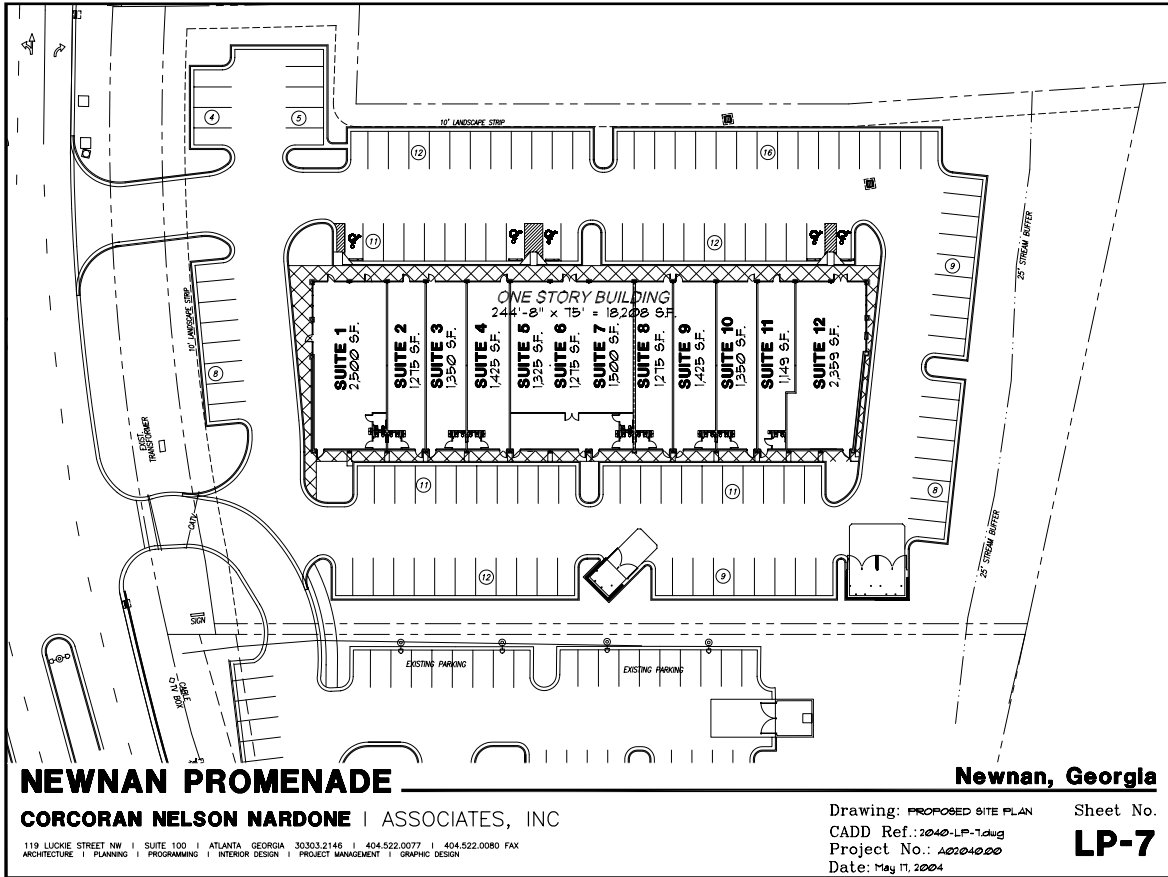 10' LANDSCAPE STRIP
4
5
12
16
11
12
9
25' STREAM BUFFER
10' LANDSCAPE STRIP
8
ONE STORY BUILDING
244'-8" x 75' = 18,208 S.F.
SUITE 1
2,500 S.F.
SUITE 2
1,275 S.F.
SUITE 3
1,350 S.F.
SUITE 4
1,425 S.F.
SUITE 5
1,325 S.F.
SUITE 6
1,275 S.F.
SUITE 7
1,500 S.F.
SUITE 8
1,275 S.F.
SUITE 9
1,425 S.F.
SUITE 10
1,350 S.F.
SUITE 11
1,149 S.F.
SUITE 12
2,359 S.F.
EXIST.
TRANSFORMER
CATV
11
11
8
25' STREAM BUFFER
12
9
SIGN
CABLE
TV BOX
EXISTING PARKING
EXISTING PARKING
NEWNAN PROMENADE
Newnan, Georgia
CORCORAN NELSON NARDONE | ASSOCIATES, INC
119 LUCKIE STREET NW | SUITE 100 | ATLANTA GEORGIA 30303.2146 | 404.522.0077 | 404.522.0080 FAX
ARCHITECTURE | PLANNING | PROGRAMMING | INTERIOR DESIGN | PROJECT MANAGEMENT | GRAPHIC DESIGN
Drawing: PROPOSED SITE PLAN
CADD Ref.: 2040-LP-7.dwg
Project No.: A02040.00
Date: May 17, 2004
Sheet No.
LP-7